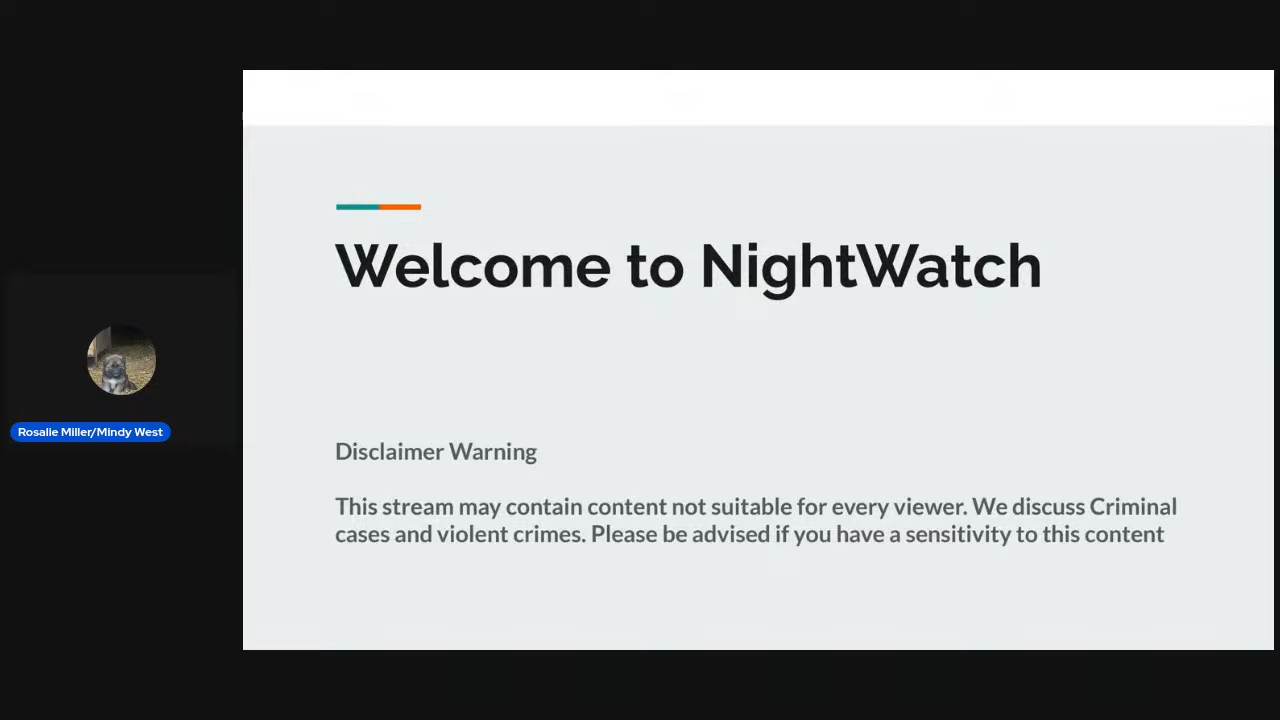 Welcome to NightWatch
Rosalie Miller/Mindy West
Disclaimer Warning
This stream may contain content not suitable for every viewer. We discuss Criminal
cases and violent crimes. Please be advised if you have a sensitivity to this content